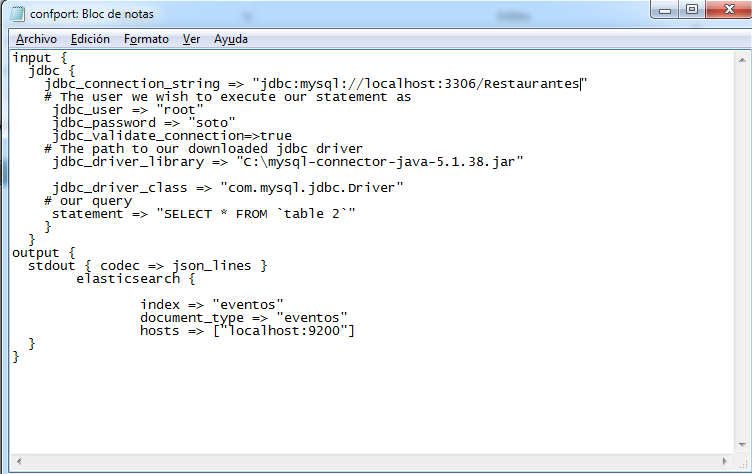 confport: Bloc de notas
Archivo Edición Formato Ver Ayuda
input {
jdbc {
jdbc_connection_string => "jdbc:mysql://localhost:3306/Restaurantes"
# The user we wish to execute our statement as
jdbc_user => "root"
jdbc_password => "soto"
jdbc_validate_connection=>true
# The path to our downloaded jdbc driver
jdbc_driver_library => "C:\mysql-connector-java-5.1.38.jar"
jdbc_driver_class => "com.mysql.jdbc.Driver"
# our query
statement => "SELECT * FROM `table 2`"
}
}
output {
stdout { codec => json_lines }
elasticsearch {
index => "eventos"
document_type => "eventos"
hosts => ["localhost:9200"]
}
}